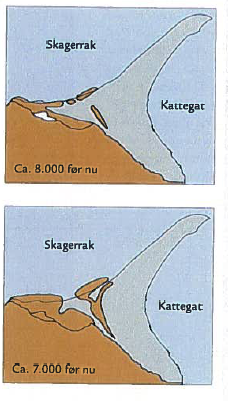 Skagerrak
Kattegat
Ca. 8.000 før nu
Skagerrak
Kattegat
Ca. 7.000 før nu